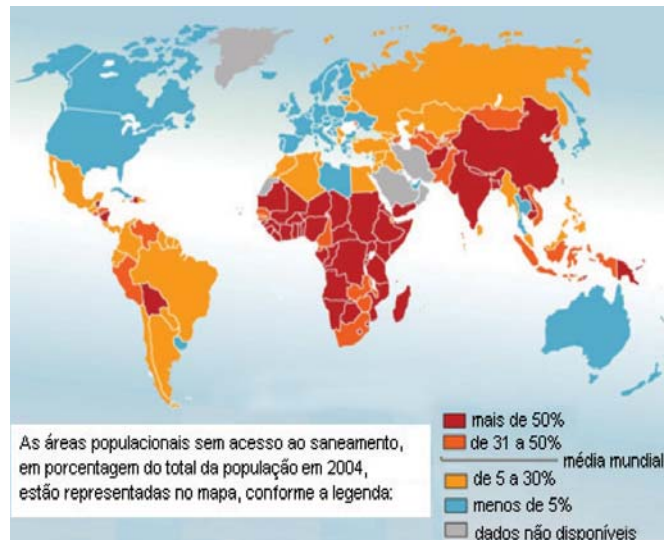 As áreas populacionais sem acesso ao saneamento,
em porcentagem do total da população em 2004,
estão representadas no mapa, conforme a legenda:
mais de 50%
de 31 a 50%
média mundial
de 5 a 30%
menos de 5%
dados não disponíveis